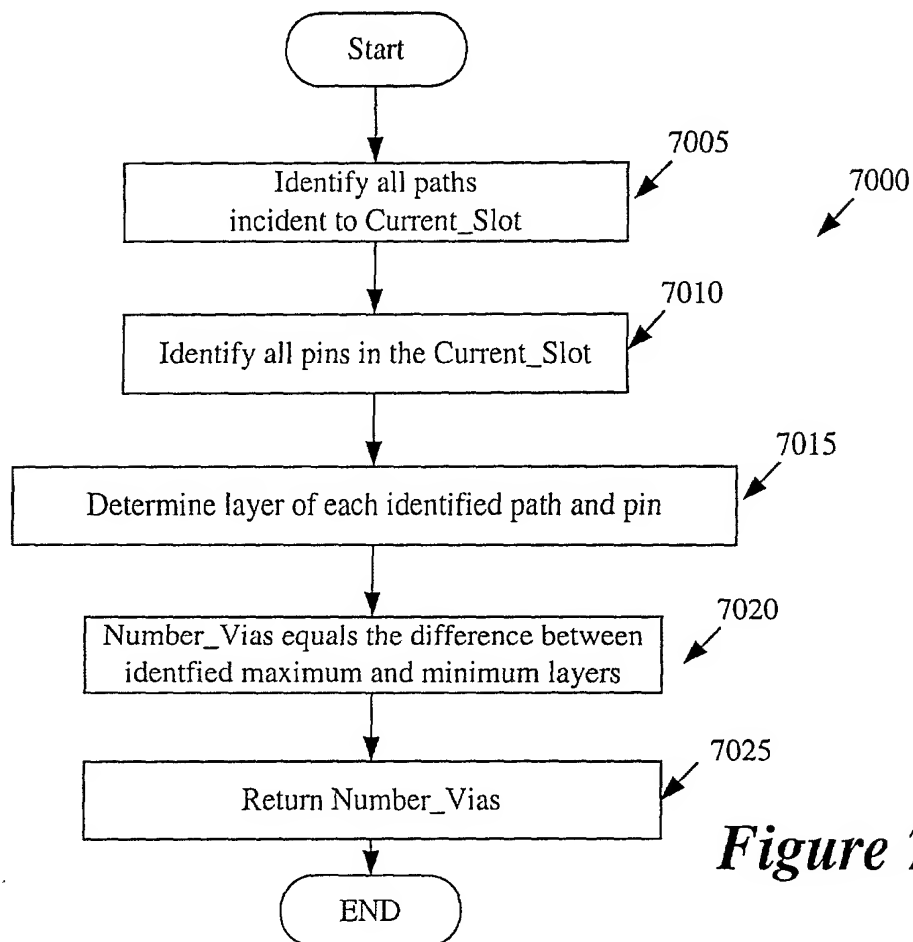 Start
7005
Identify all paths
incident to Current_Slot
7000
7010
Identify all pins in the Current_Slot
7015
Determine layer of each identified path and pin
7020
Number_Vias equals the difference between
identfied maximum and minimum layers
7025
Return Number_Vias
Figure
END